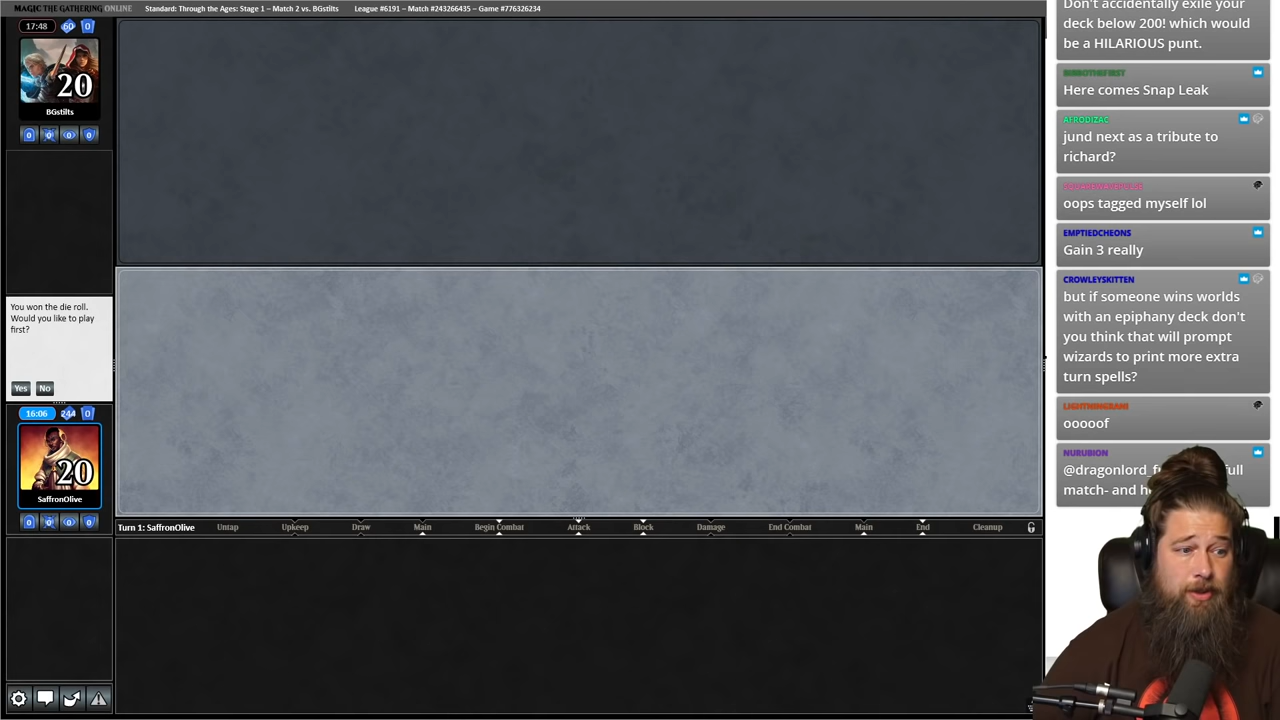 MAGIC THE GATHERING ONLINE
Standard: Through the Ages: Stage 1 – Match 2 vs. BGstilts
League #6191 – Match #243266435 – Game #776326234
17:48
60
0
20
BGstilts
0
0
0
0
You won the die roll.
Would you like to play
first?
Yes
No
16:06
244
0
20
SaffronOlive
0
0
0
0
Turn 1: SaffronOlive
Untap
Upkeep
Draw
Main
Begin Combat
Attack
Block
Damage
End Combat
Main
End
Cleanup
Don't accidentally exile your
deck below 200! which would
be a HILARIOUS punt.
Here comes Snap Leak
AFRODIZAC
jund next as a tribute to
richard?
oops tagged myself lol
EMPTIEDCHEONS
Gain 3 really
CROWLEYSKITTEN
but if someone wins worlds
with an epiphany deck don't
you think that will prompt
wizards to print more extra
turn spells?
ooooof
NURUBION
match- and